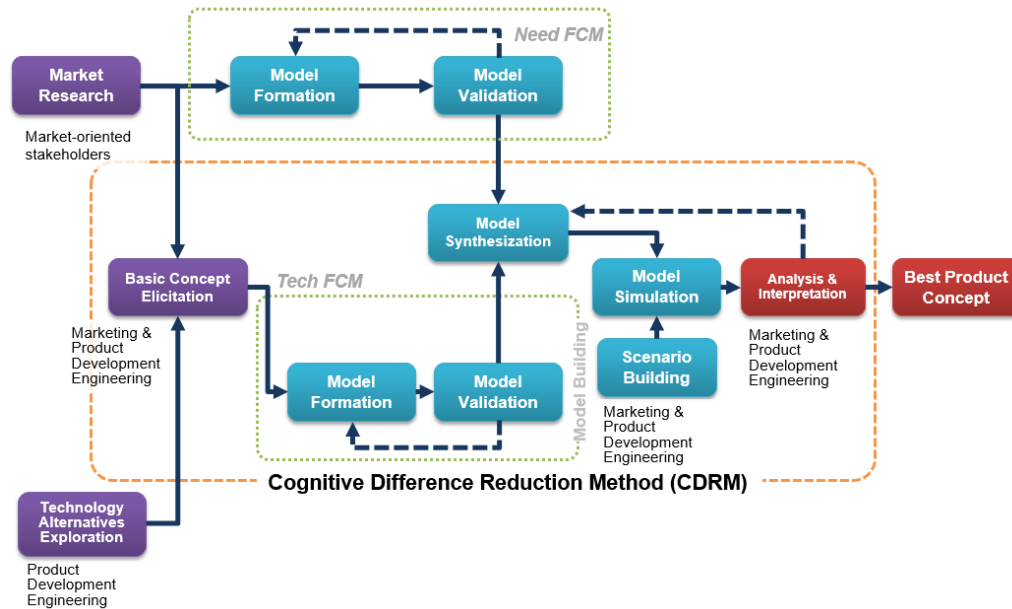 Need FCM
Market
Research
Model
Formation
Model
Validation
Market-oriented
stakeholders
Model
Synthesization
Basic Concept
Elicitation
Tech FCM
Model
Simulation
Analysis &
Interpretation
Best Product
Concept
Marketing &
Product
Development
Engineering
Model
Formation
Model
Validation
Model Building
Scenario
Building
Marketing &
Product
Development
Engineering
Marketing &
Product
Development
Engineering
Cognitive Difference Reduction Method (CDRM)
Technology
Alternatives
Exploration
Product
Development
Engineering